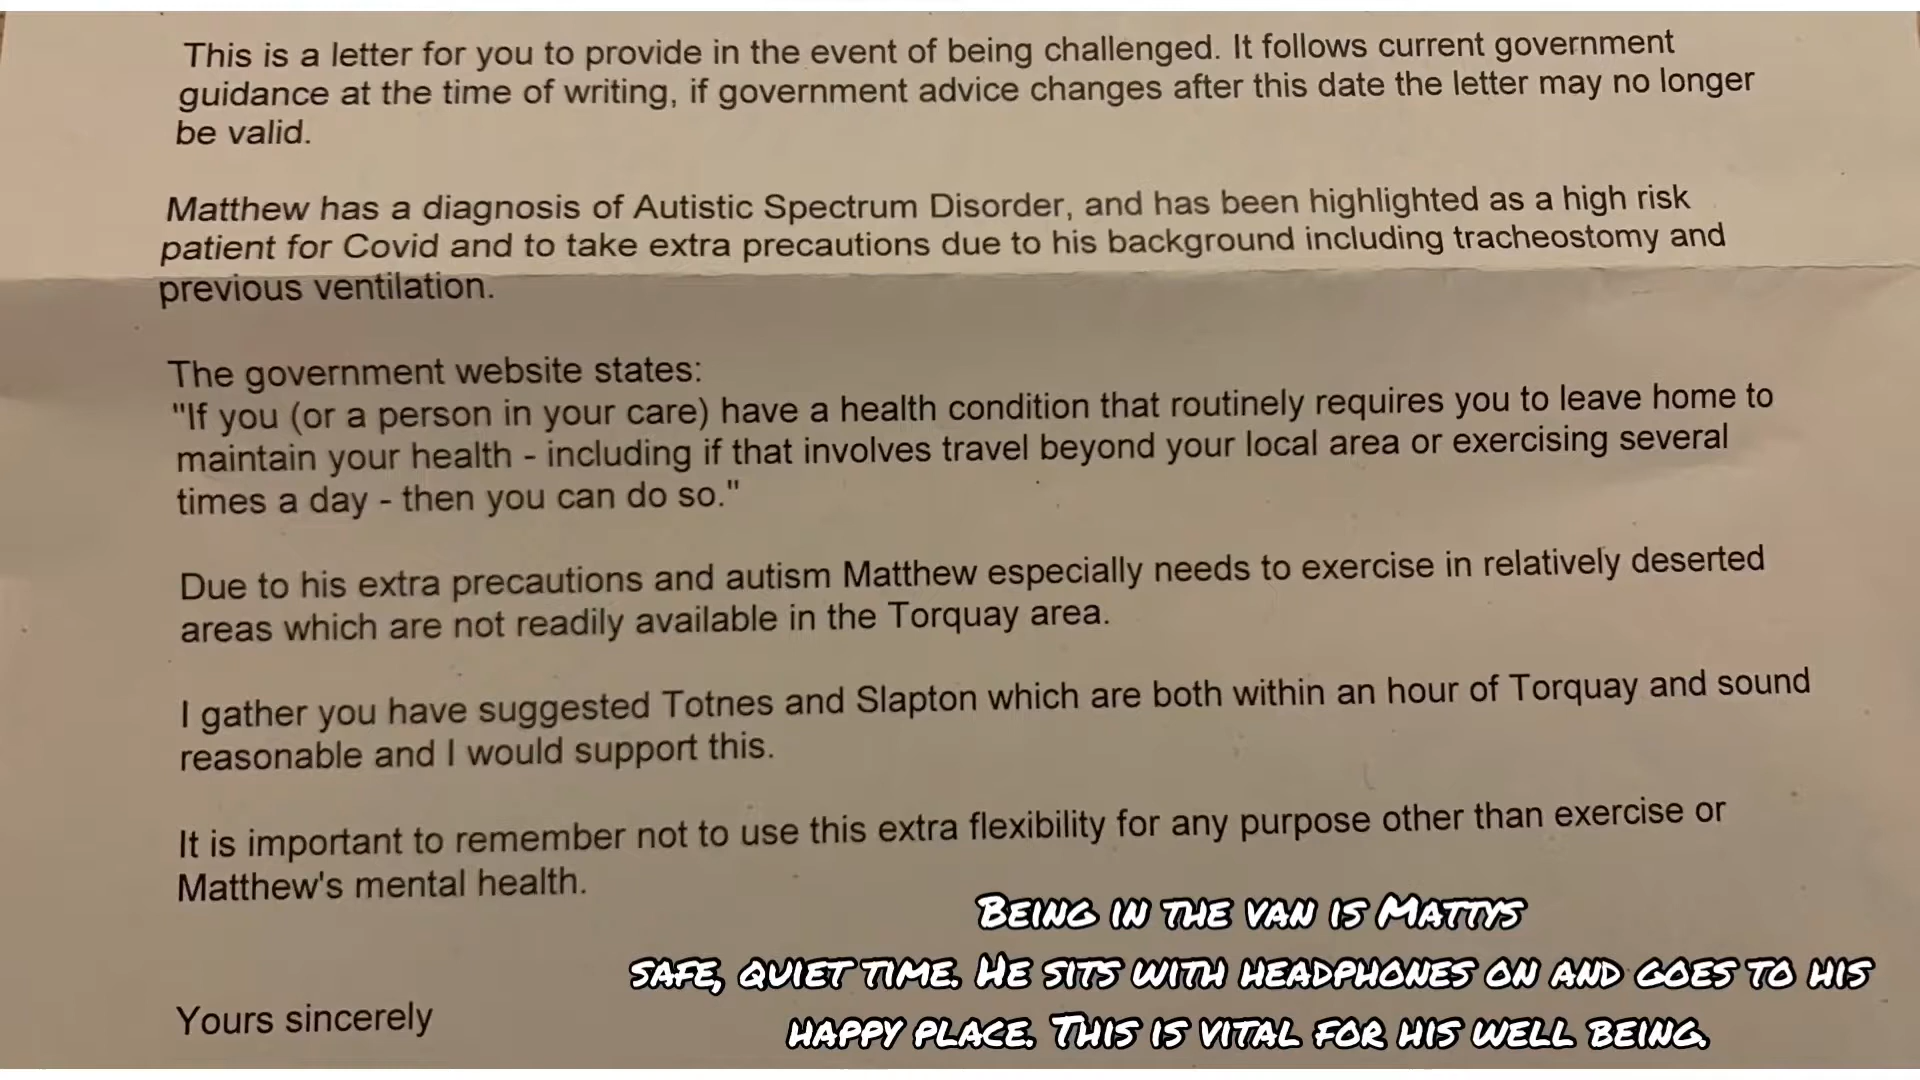 This is a letter for you to provide in the event of being challenged. It follows current government
guidance at the time of writing, if government advice changes after this date the letter may no longer
be valid.
Matthew has a diagnosis of Autistic Spectrum Disorder, and has been highlighted as a high risk
patient for Covid and to take extra precautions due to his background including tracheostomy and
previous ventilation.
The government website states:
"If you (or a person in your care) have a health condition that routinely requires you to leave home to
maintain your health - including if that involves travel beyond your local area or exercising several
times a day - then you can do so."
Due to his extra precautions and autism Matthew especially needs to exercise in relatively deserted
areas which are not readily available in the Torquay area.
I gather you have suggested Totnes and Slapton which are both within an hour of Torquay and sound
reasonable and I would support this.
It is important to remember not to use this extra flexibility for any purpose other than exercise or
Matthew's mental health.
Yours sincerely
BEING IN THE VAN IS MATTYS
SAFE, QUIET TIME. HE SITS WITH HEADPHONES ON AND GOES TO HIS
HAPPY PLACE. THIS IS VITAL FOR HIS WELL BEING.